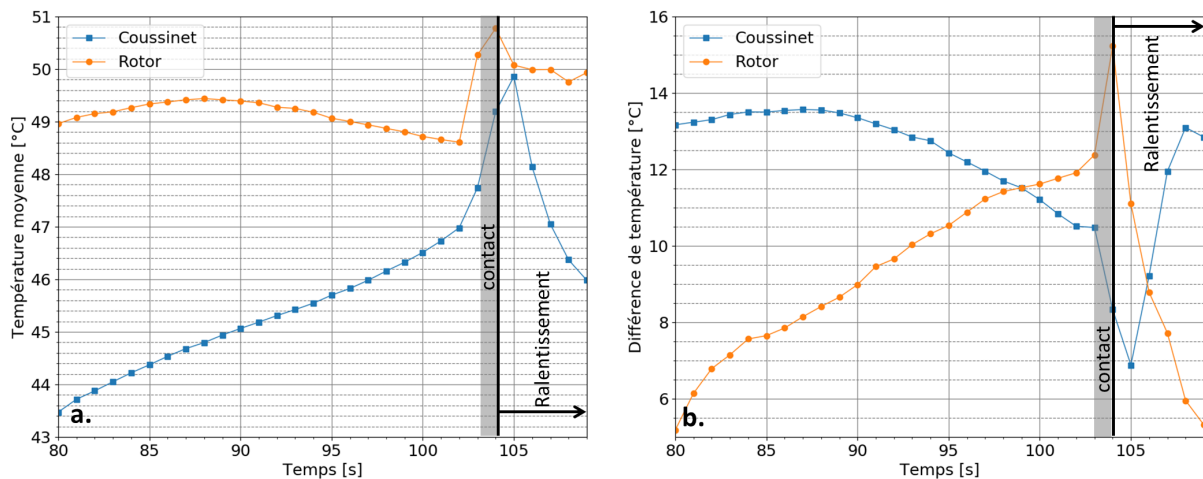 Température moyenne [°C]
51
50
49
48
47
46
45
44
43
Coussinet
Rotor
contact
Ralentissement
a.
80
85
90
95
100
105
Temps [s]
Différence de température [°C]
16
14
12
10
8
6
Coussinet
Rotor
contact
Ralentissement
b.
80
85
90
95
100
105
Temps [s]